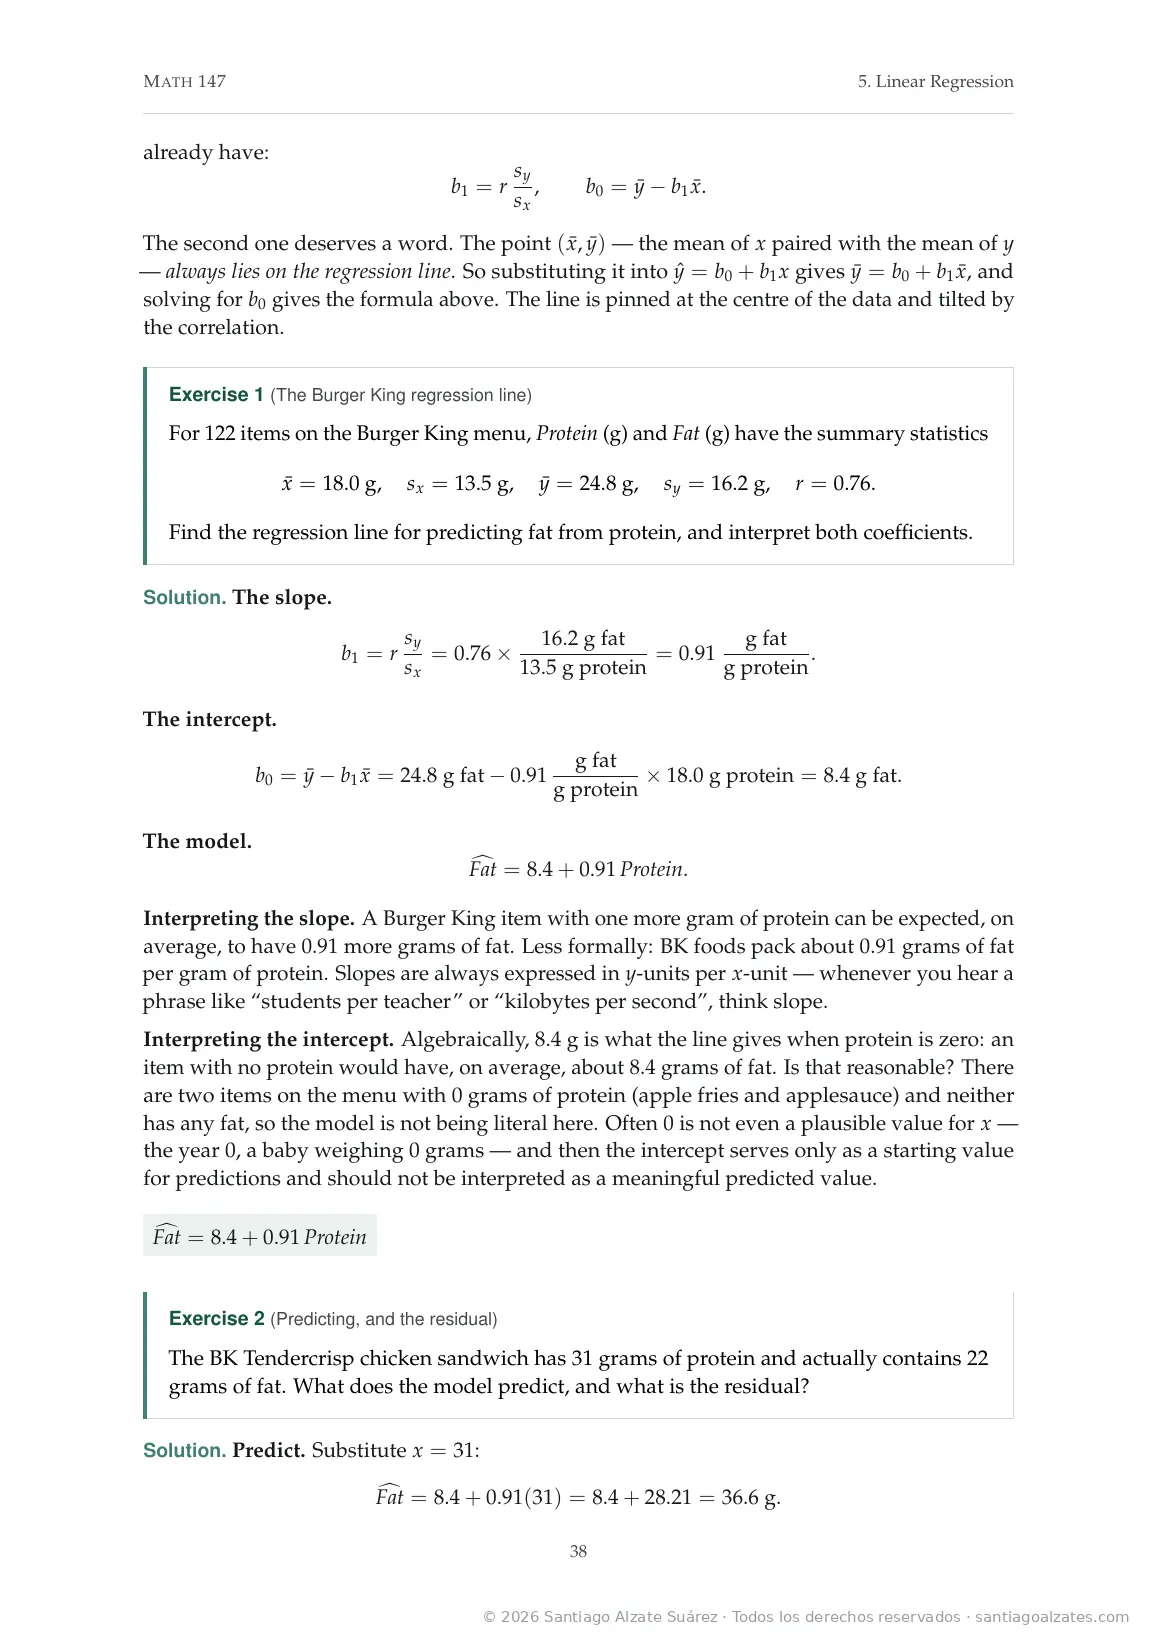 MATH 147
5. Linear Regression
already have:
b₁ = r s_y/s_x,  b₀ = ȳ − b₁x̄.
The second one deserves a word. The point (x̄, ȳ) — the mean of x paired with the mean of y
— always lies on the regression line. So substituting it into ŷ = b₀ + b₁x gives ȳ = b₀ + b₁x̄, and
solving for b₀ gives the formula above. The line is pinned at the centre of the data and tilted by
the correlation.
Exercise 1 (The Burger King regression line)
For 122 items on the Burger King menu, Protein (g) and Fat (g) have the summary statistics
x̄ = 18.0 g,  s_x = 13.5 g,  ȳ = 24.8 g,  s_y = 16.2 g,  r = 0.76.
Find the regression line for predicting fat from protein, and interpret both coefficients.
Solution. The slope.
b₁ = r s_y/s_x = 0.76 × 16.2 g fat/13.5 g protein = 0.91 g fat/g protein.
The intercept.
b₀ = ȳ − b₁x̄ = 24.8 g fat − 0.91 g fat/g protein × 18.0 g protein = 8.4 g fat.
The model.
F̂at = 8.4 + 0.91 Protein.
Interpreting the slope. A Burger King item with one more gram of protein can be expected, on
average, to have 0.91 more grams of fat. Less formally: BK foods pack about 0.91 grams of fat
per gram of protein. Slopes are always expressed in y-units per x-unit — whenever you hear a
phrase like “students per teacher” or “kilobytes per second”, think slope.
Interpreting the intercept. Algebraically, 8.4 g is what the line gives when protein is zero: an
item with no protein would have, on average, about 8.4 grams of fat. Is that reasonable? There
are two items on the menu with 0 grams of protein (apple fries and applesauce) and neither
has any fat, so the model is not being literal here. Often 0 is not even a plausible value for x —
the year 0, a baby weighing 0 grams — and then the intercept serves only as a starting value
for predictions and should not be interpreted as a meaningful predicted value.
F̂at = 8.4 + 0.91 Protein
Exercise 2 (Predicting, and the residual)
The BK Tendercrisp chicken sandwich has 31 grams of protein and actually contains 22
grams of fat. What does the model predict, and what is the residual?
Solution. Predict. Substitute x = 31:
F̂at = 8.4 + 0.91(31) = 8.4 + 28.21 = 36.6 g.
38
© 2026 Santiago Alzate Suárez · Todos los derechos reservados · santiagoalzates.com